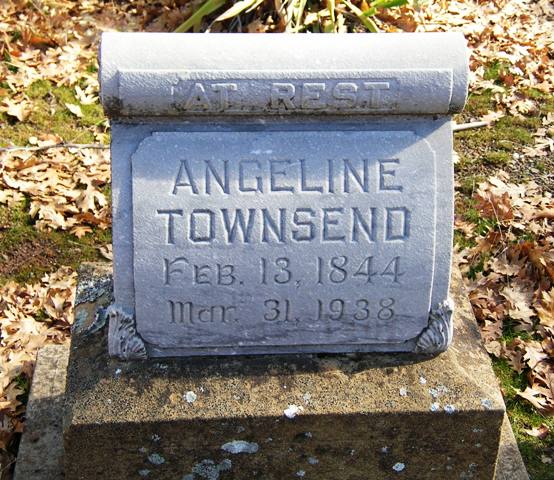 AT REST
ANGELINE
TOWNSEND
FEB. 13, 1844
Mar. 31, 1938